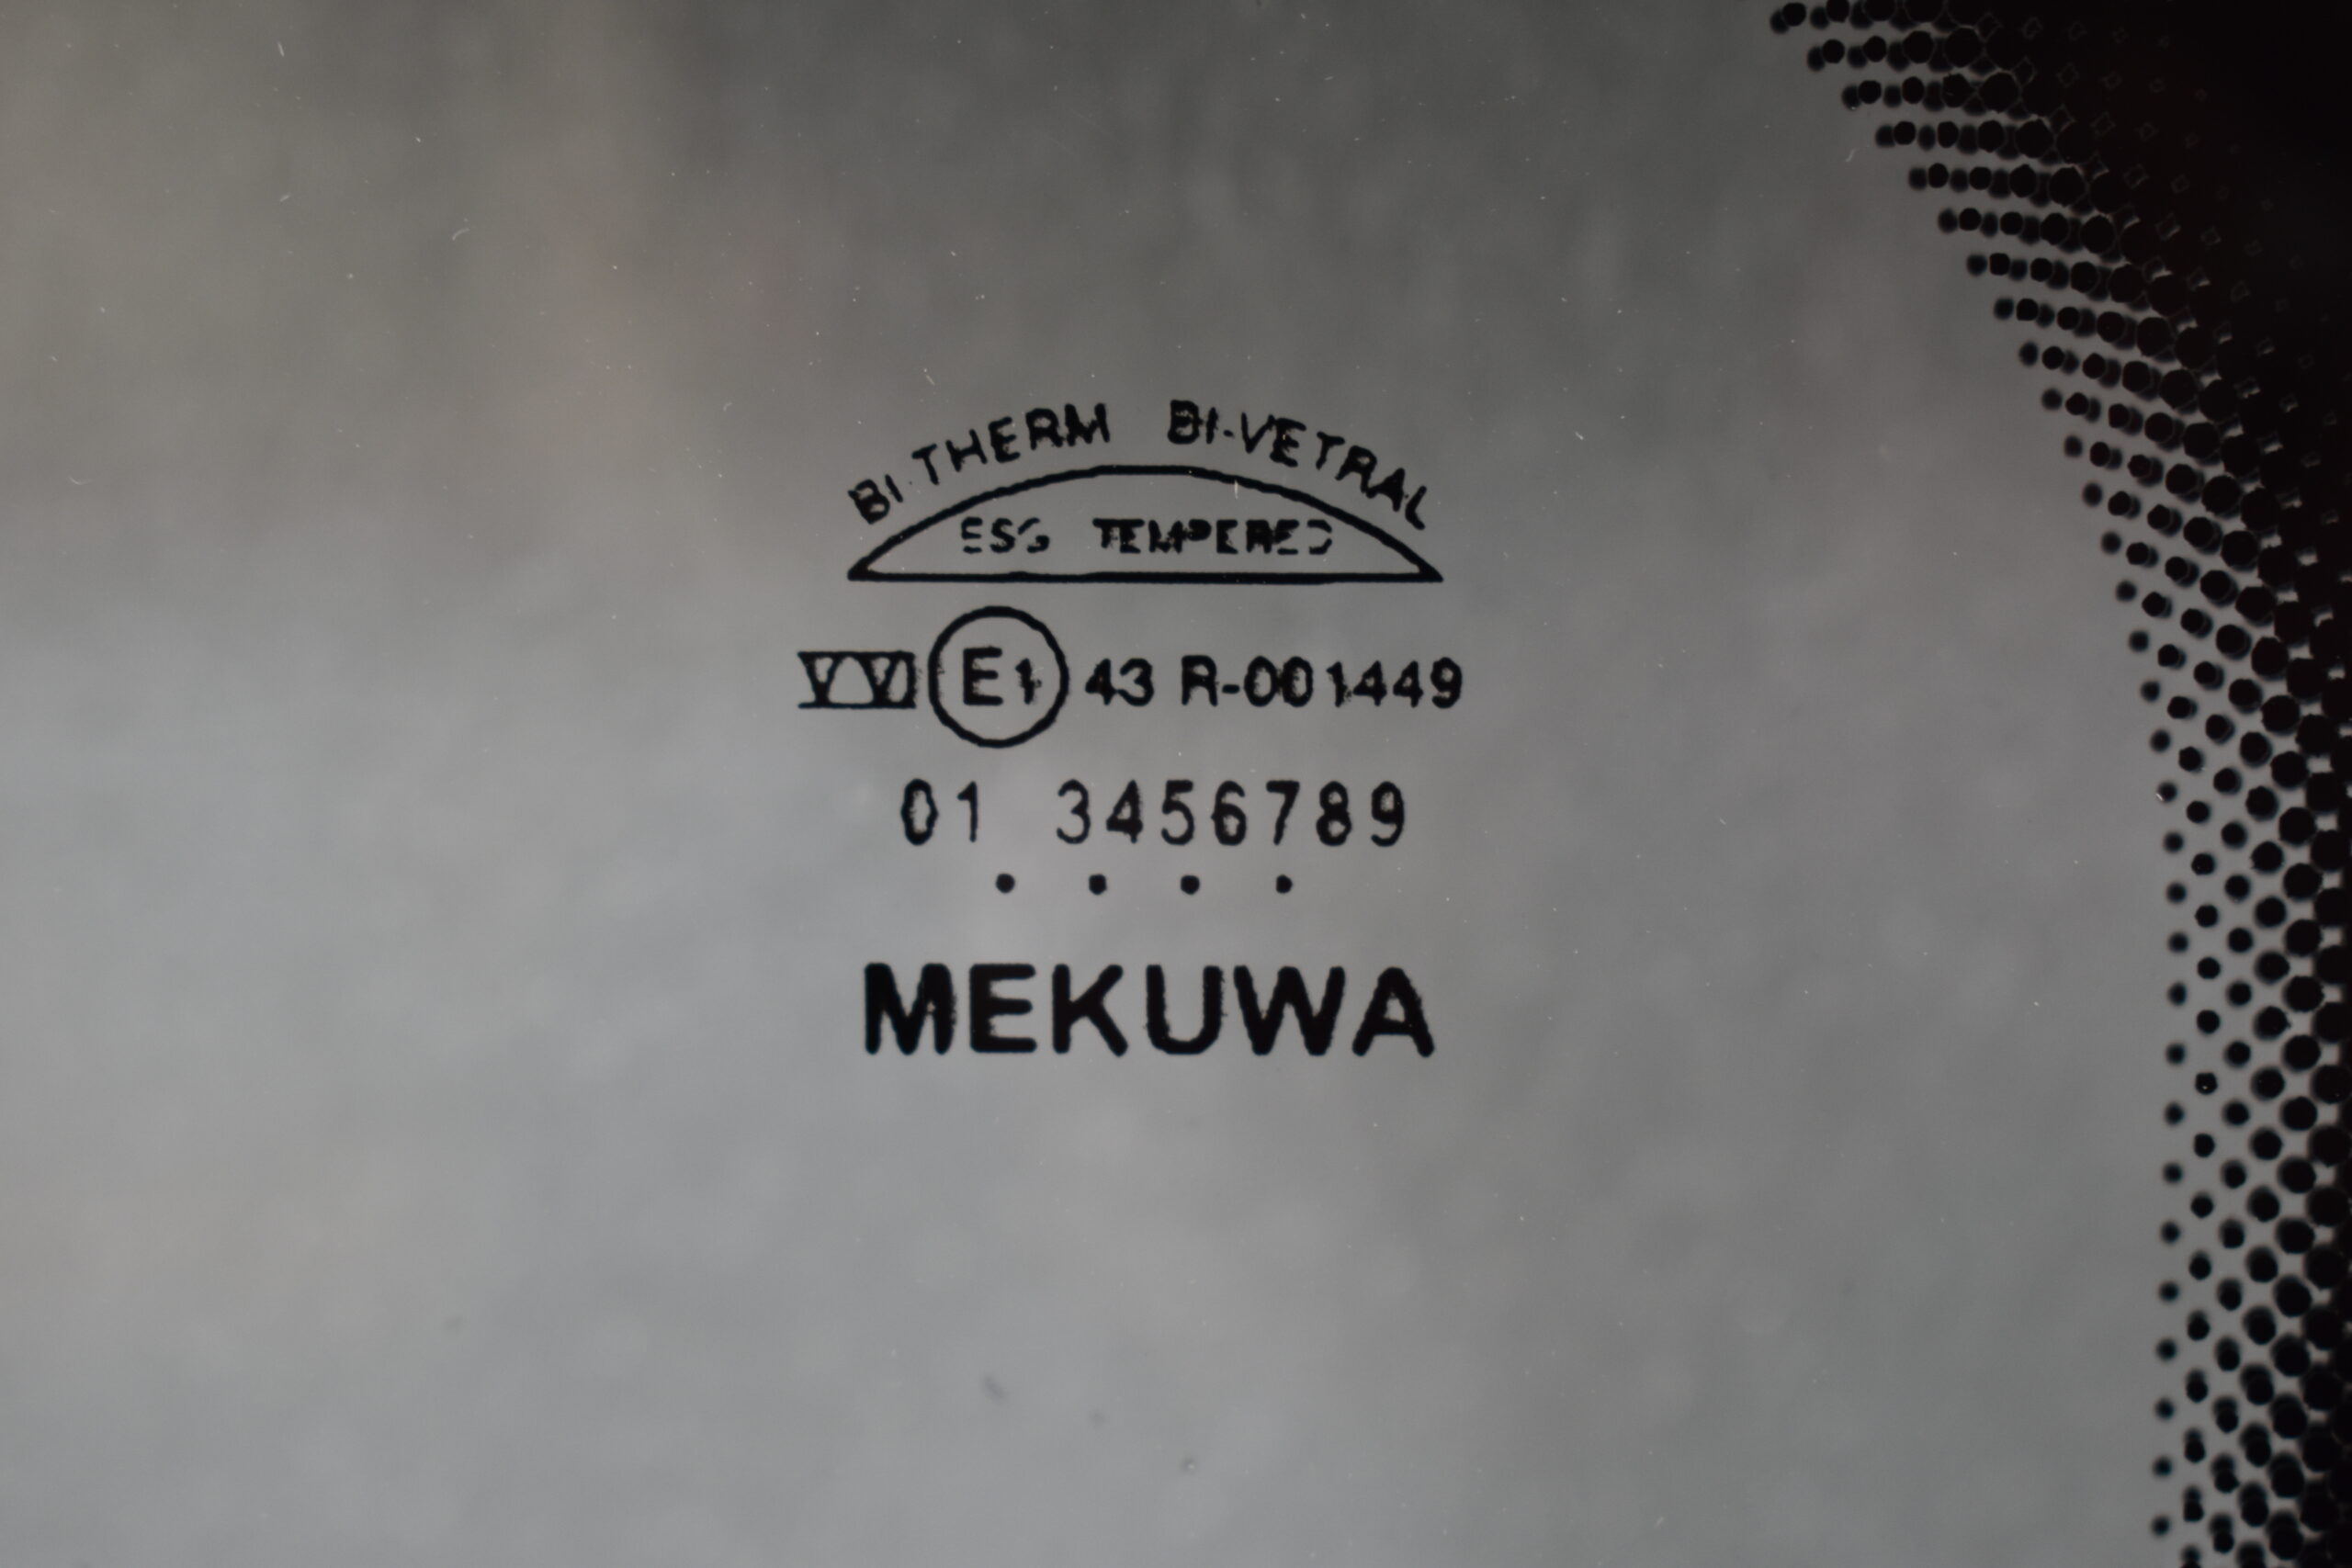 BI-THERM BI-VETRAL
ESG TEMPERED
VVI E1 43 R-001449
01 3456789
. . . .
MEKUWA